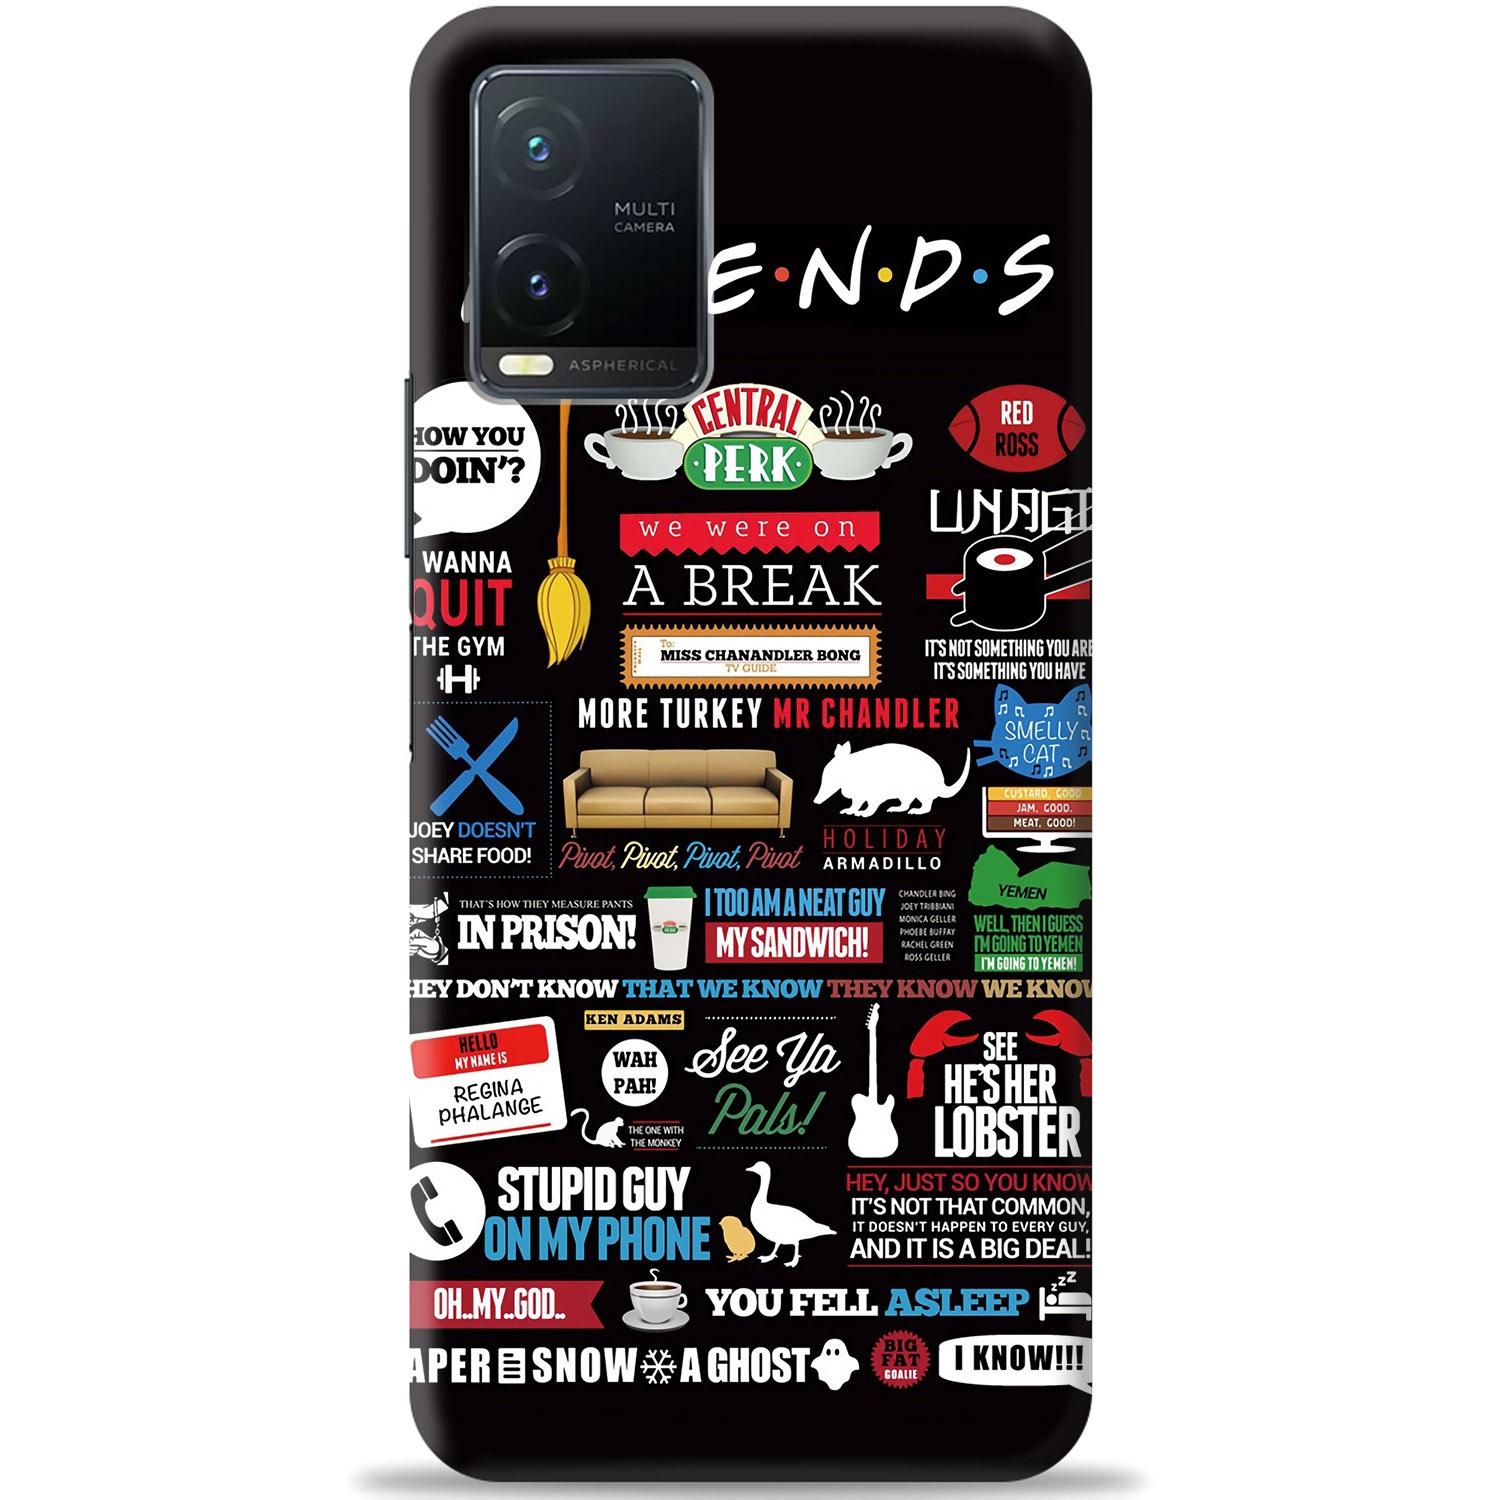 MULTI
CAMERA
ASPHERICAL
E•N•D•S
HOW YOU
DOIN'?
CENTRAL
PERK
RED
ROSS
we were on
A BREAK
UNAGI
WANNA
QUIT
THE GYM
To:
MISS CHANANDLER BONG
TV GUIDE
IT'S NOT SOMETHING YOU ARE
IT'S SOMETHING YOU HAVE
MORE TURKEY MR CHANDLER
SMELLY
CAT
CUSTARD, GOOD.
JAM, GOOD.
MEAT, GOOD!
JOEY DOESN'T
SHARE FOOD!
Pivot, Pivot, Pivot, Pivot
HOLIDAY
ARMADILLO
YEMEN
WELL, THEN I GUESS
I'M GOING TO YEMEN
I'M GOING TO YEMEN!
THAT'S HOW THEY MEASURE PANTS
IN PRISON!
I TOO AM A NEAT GUY
MY SANDWICH!
CHANDLER BING
JOEY TRIBBIANI
MONICA GELLER
PHOEBE BUFFAY
RACHEL GREEN
ROSS GELLER
HEY DON'T KNOW THAT WE KNOW THEY KNOW WE KNOW
HELLO
MY NAME IS
REGINA
PHALANGE
KEN ADAMS
WAH
PAH!
THE ONE WITH
THE MONKEY
See Ya
Pals!
SEE
HE'S HER
LOBSTER
STUPID GUY
ON MY PHONE
HEY, JUST SO YOU KNOW
IT'S NOT THAT COMMON,
IT DOESN'T HAPPEN TO EVERY GUY,
AND IT IS A BIG DEAL!
OH..MY..GOD..
YOU FELL ASLEEP
zzZ
APER SNOW A GHOST
BIG
FAT
GOALIE
I KNOW!!!